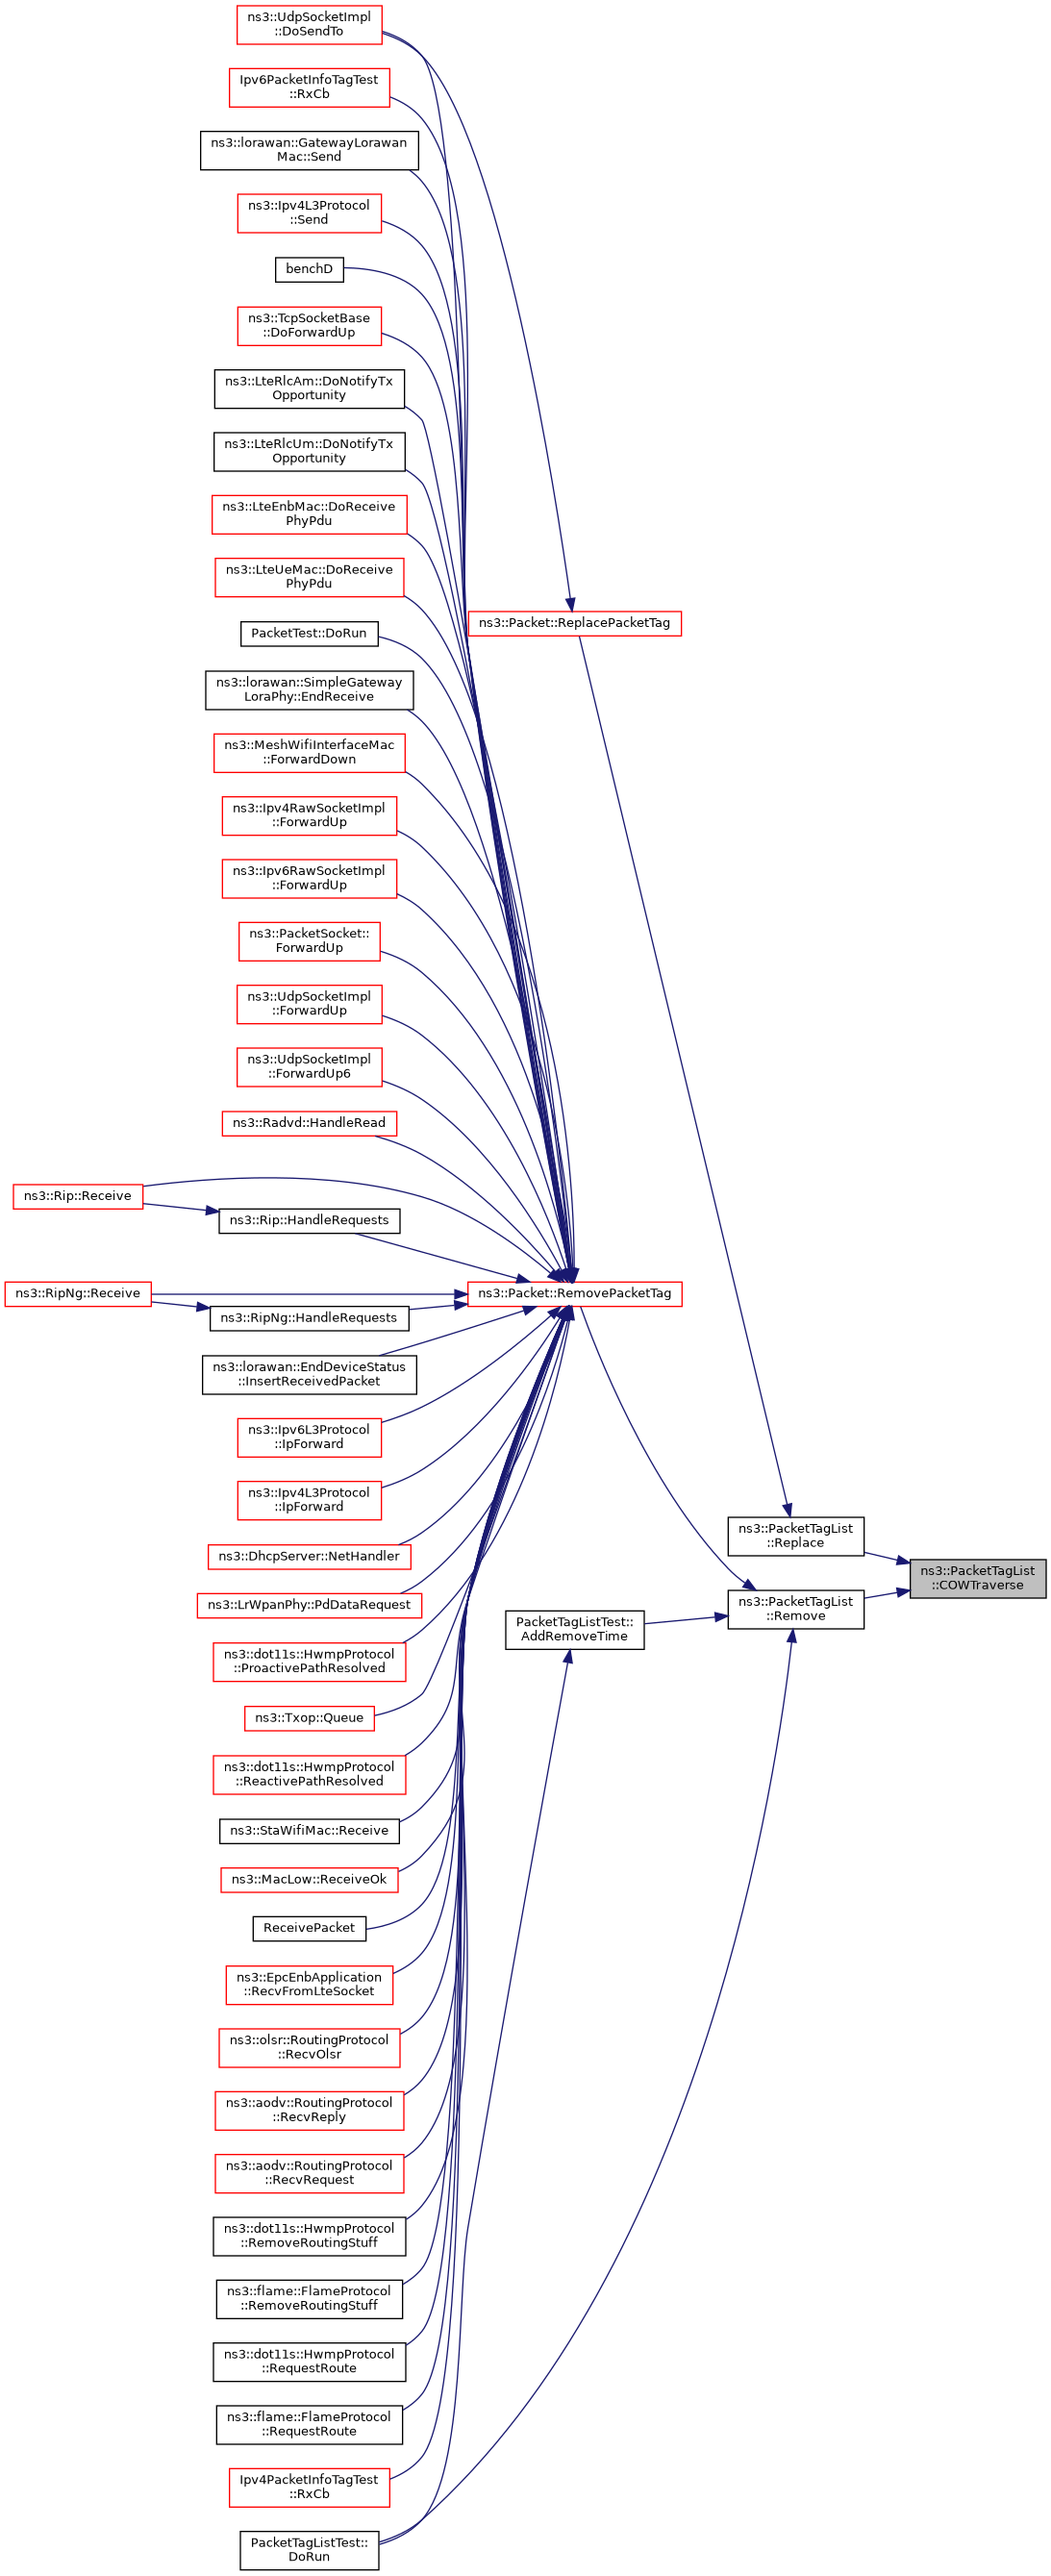 ns3::UdpSocketImpl
::DoSendTo
Ipv6PacketInfoTagTest
::RxCb
ns3::lorawan::GatewayLorawan
Mac::Send
ns3::Ipv4L3Protocol
::Send
benchD
ns3::TcpSocketBase
::DoForwardUp
ns3::LteRlcAm::DoNotifyTx
Opportunity
ns3::LteRlcUm::DoNotifyTx
Opportunity
ns3::LteEnbMac::DoReceive
PhyPdu
ns3::LteUeMac::DoReceive
PhyPdu
ns3::Packet::ReplacePacketTag
PacketTest::DoRun
ns3::lorawan::SimpleGateway
LoraPhy::EndReceive
ns3::MeshWifiInterfaceMac
::ForwardDown
ns3::Ipv4RawSocketImpl
::ForwardUp
ns3::Ipv6RawSocketImpl
::ForwardUp
ns3::PacketSocket::
ForwardUp
ns3::UdpSocketImpl
::ForwardUp
ns3::UdpSocketImpl
::ForwardUp6
ns3::Radvd::HandleRead
ns3::Rip::Receive
ns3::Rip::HandleRequests
ns3::RipNg::Receive
ns3::Packet::RemovePacketTag
ns3::RipNg::HandleRequests
ns3::lorawan::EndDeviceStatus
::InsertReceivedPacket
ns3::Ipv6L3Protocol
::IpForward
ns3::Ipv4L3Protocol
::IpForward
ns3::PacketTagList
::Replace
ns3::DhcpServer::NetHandler
ns3::PacketTagList
::COWTraverse
ns3::LrWpanPhy::PdDataRequest
ns3::PacketTagList
::Remove
PacketTagListTest::
AddRemoveTime
ns3::dot11s::HwmpProtocol
::ProactivePathResolved
ns3::Txop::Queue
ns3::dot11s::HwmpProtocol
::ReactivePathResolved
ns3::StaWifiMac::Receive
ns3::MacLow::ReceiveOk
ReceivePacket
ns3::EpcEnbApplication
::RecvFromLteSocket
ns3::olsr::RoutingProtocol
::RecvOlsr
ns3::aodv::RoutingProtocol
::RecvReply
ns3::aodv::RoutingProtocol
::RecvRequest
ns3::dot11s::HwmpProtocol
::RemoveRoutingStuff
ns3::flame::FlameProtocol
::RemoveRoutingStuff
ns3::dot11s::HwmpProtocol
::RequestRoute
ns3::flame::FlameProtocol
::RequestRoute
Ipv4PacketInfoTagTest
::RxCb
PacketTagListTest::
DoRun